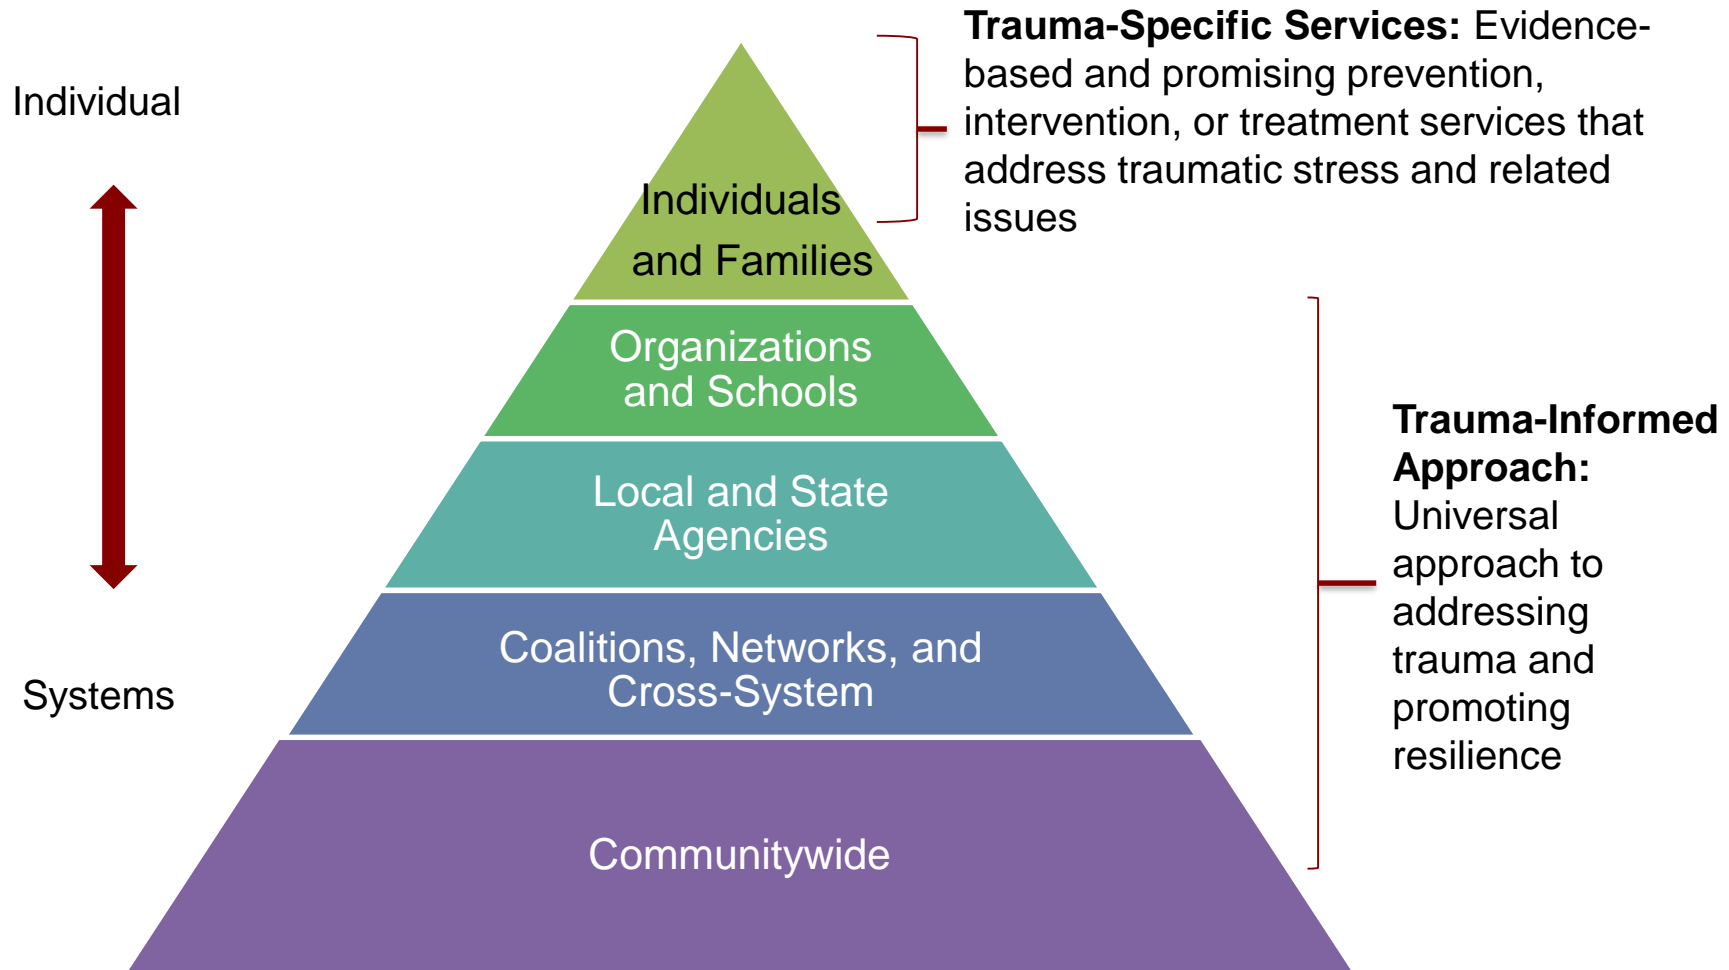 Individual
Systems
Individuals
and Families
Organizations
and Schools
Local and State
Agencies
Coalitions, Networks, and
Cross-System
Communitywide
Trauma-Specific Services: Evidence-
based and promising prevention,
intervention, or treatment services that
address traumatic stress and related
issues
Trauma-Informed
Approach:
Universal
approach to
addressing
trauma and
promoting
resilience